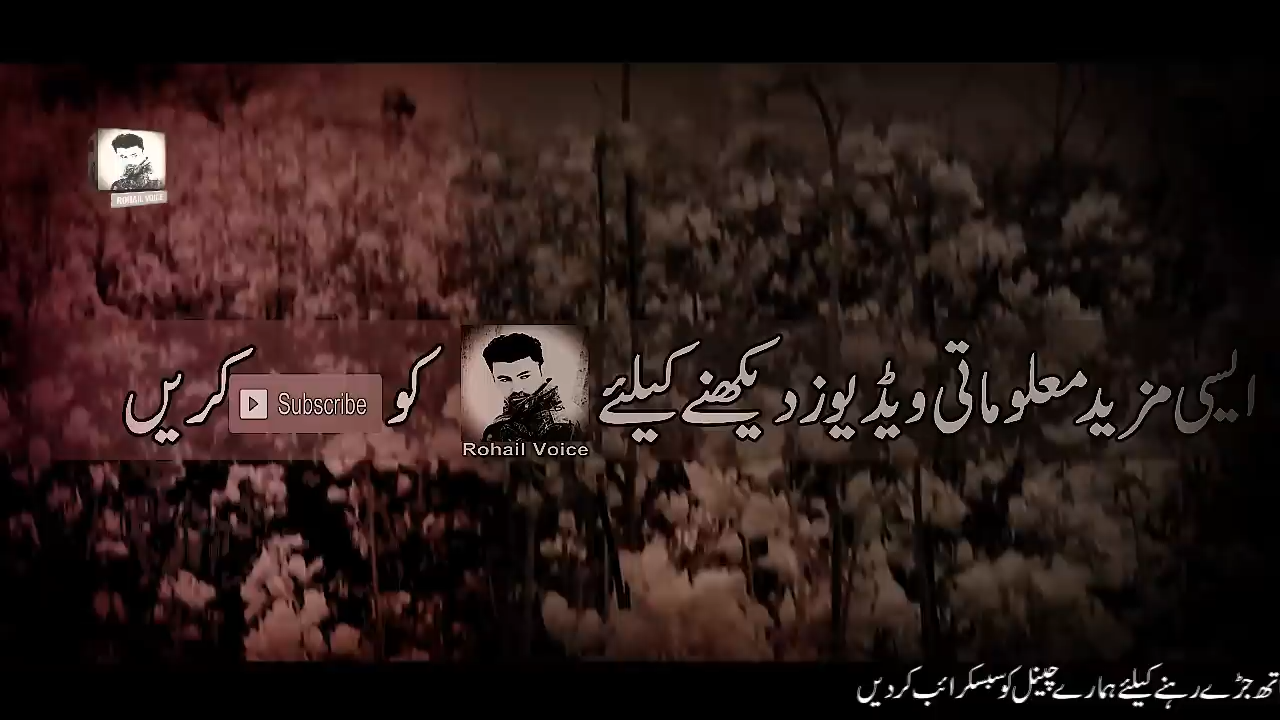 ROHAIL VOICE
ایسی مزید معلوماتی ویڈیوز دیکھنے کیلئے Rohail Voice کو Subscribe کریں
تھ جڑے رہنے کیلئے ہمارے چینل کو سبسکرائب کردیں